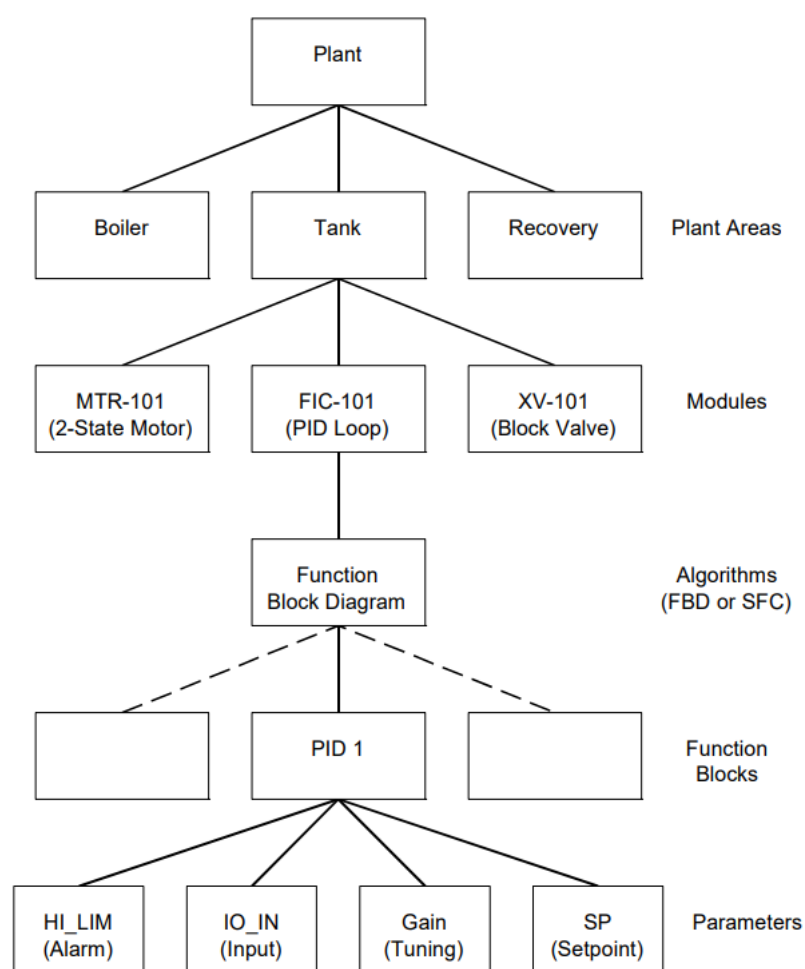 Plant
Boiler
Tank
Recovery
Plant Areas
MTR-101
(2-State Motor)
FIC-101
(PID Loop)
XV-101
(Block Valve)
Modules
Function
Block Diagram
Algorithms
(FBD or SFC)
PID 1
Function
Blocks
HI_LIM
(Alarm)
IO_IN
(Input)
Gain
(Tuning)
SP
(Setpoint)
Parameters